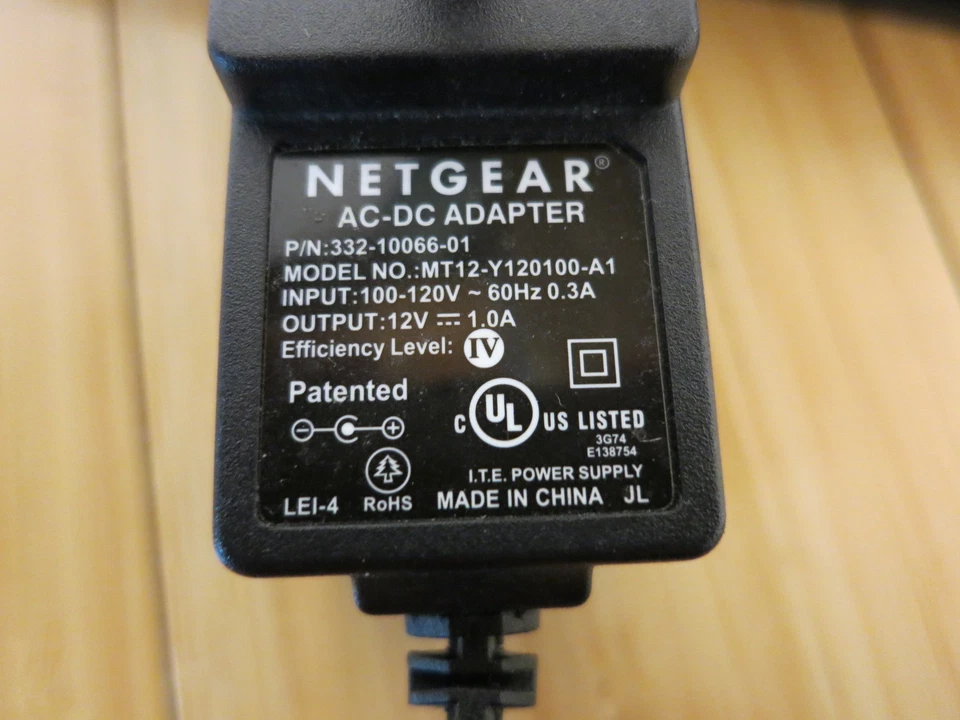 NETGEAR®
AC-DC ADAPTER
P/N:332-10066-01
MODEL NO.:MT12-Y120100-A1
INPUT:100-120V ~ 60Hz 0.3A
OUTPUT:12V ⎓ 1.0A
Efficiency Level: IV
Patented
C UL US LISTED
3G74
E138754
I.T.E. POWER SUPPLY
LEI-4 RoHS MADE IN CHINA JL